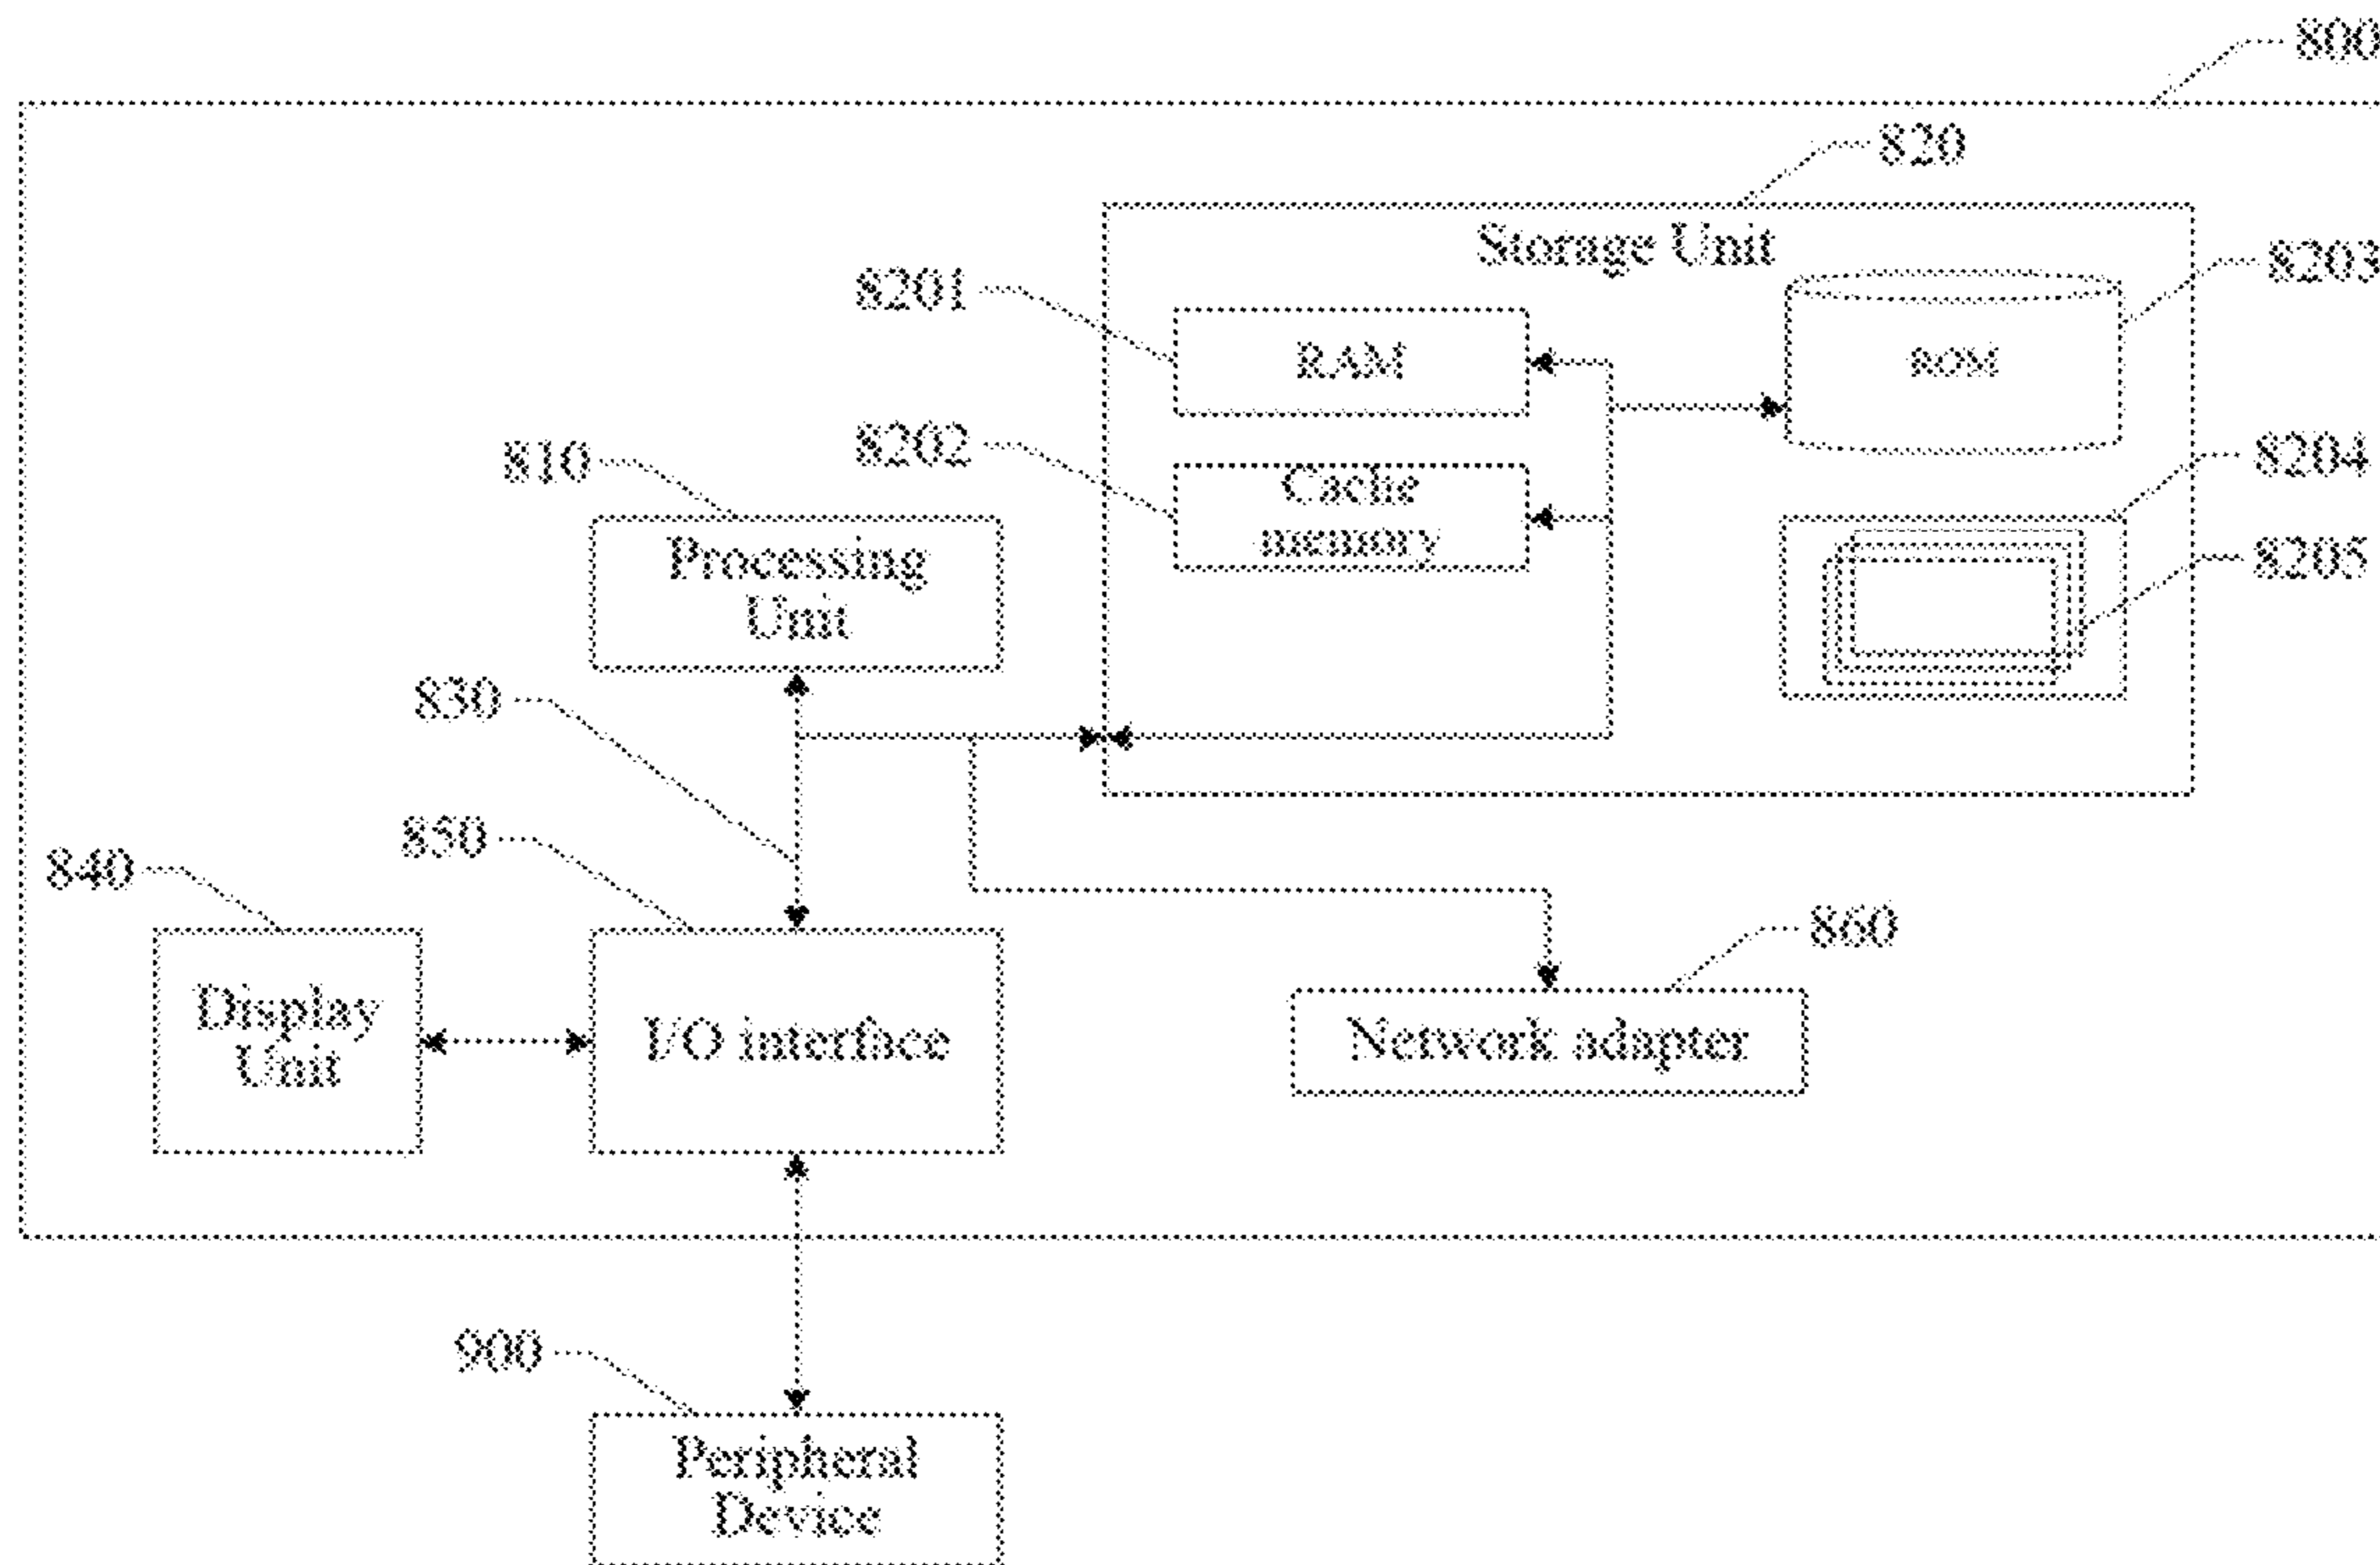 800
820
Storage Unit
8203
8201
RAM
ROM
8202
8204
810
Cache
memory
Processing
Unit
8205
830
850
840
860
Display
Unit
I/O interface
Network adapter
900
Peripheral
Device